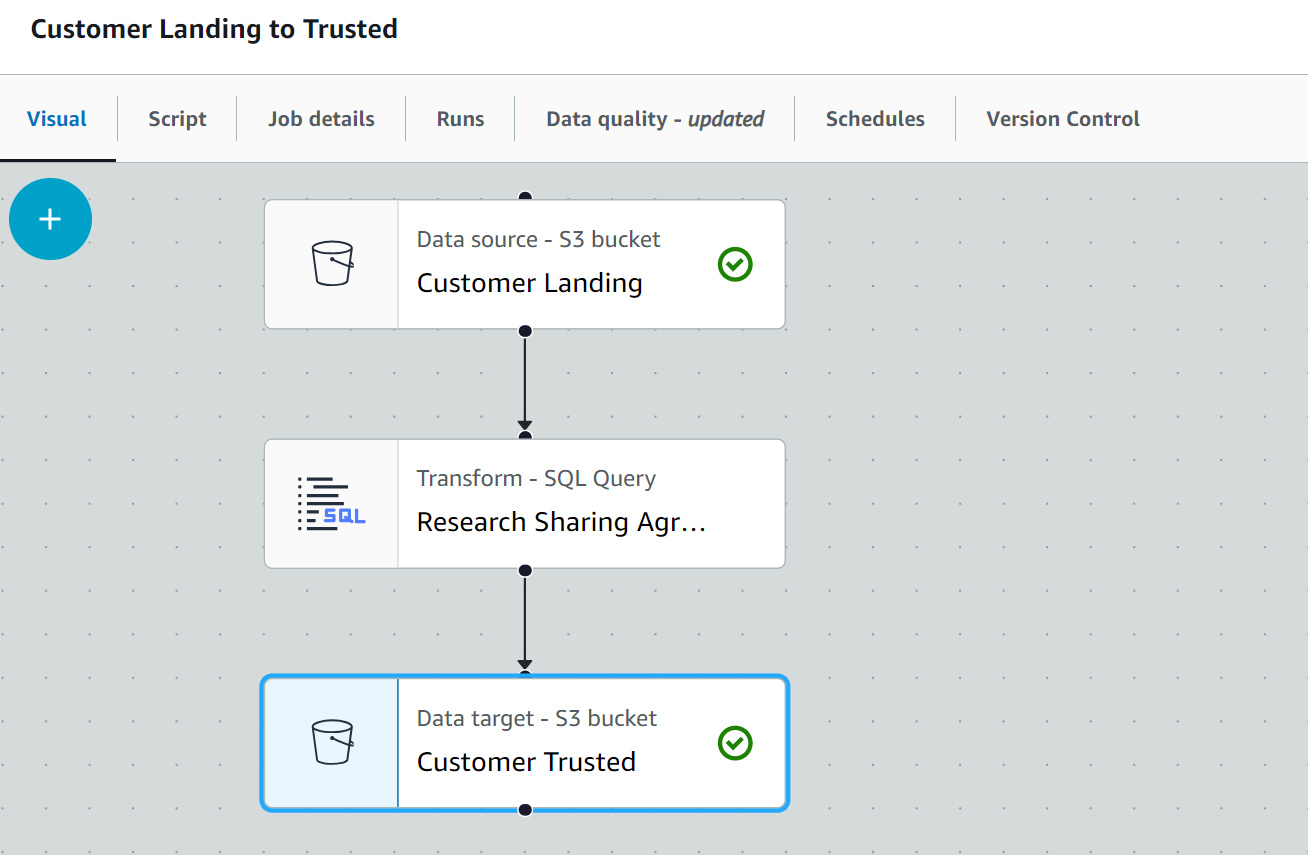 Customer Landing to Trusted
Visual Script Job details Runs Data quality - updated Schedules Version Control
+
Data source - S3 bucket
Customer Landing
Transform - SQL Query
SQL
Research Sharing Agr...
Data target - S3 bucket
Customer Trusted